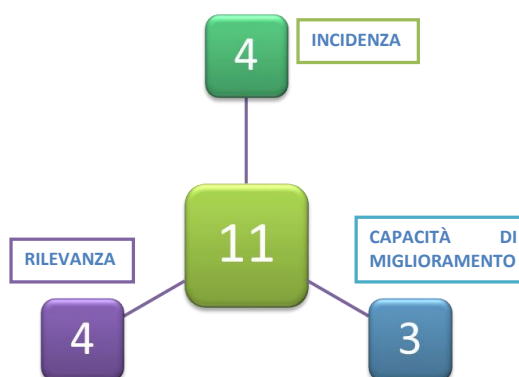 4
INCIDENZA
11
RILEVANZA
CAPACITÀ DI
MIGLIORAMENTO
4
3